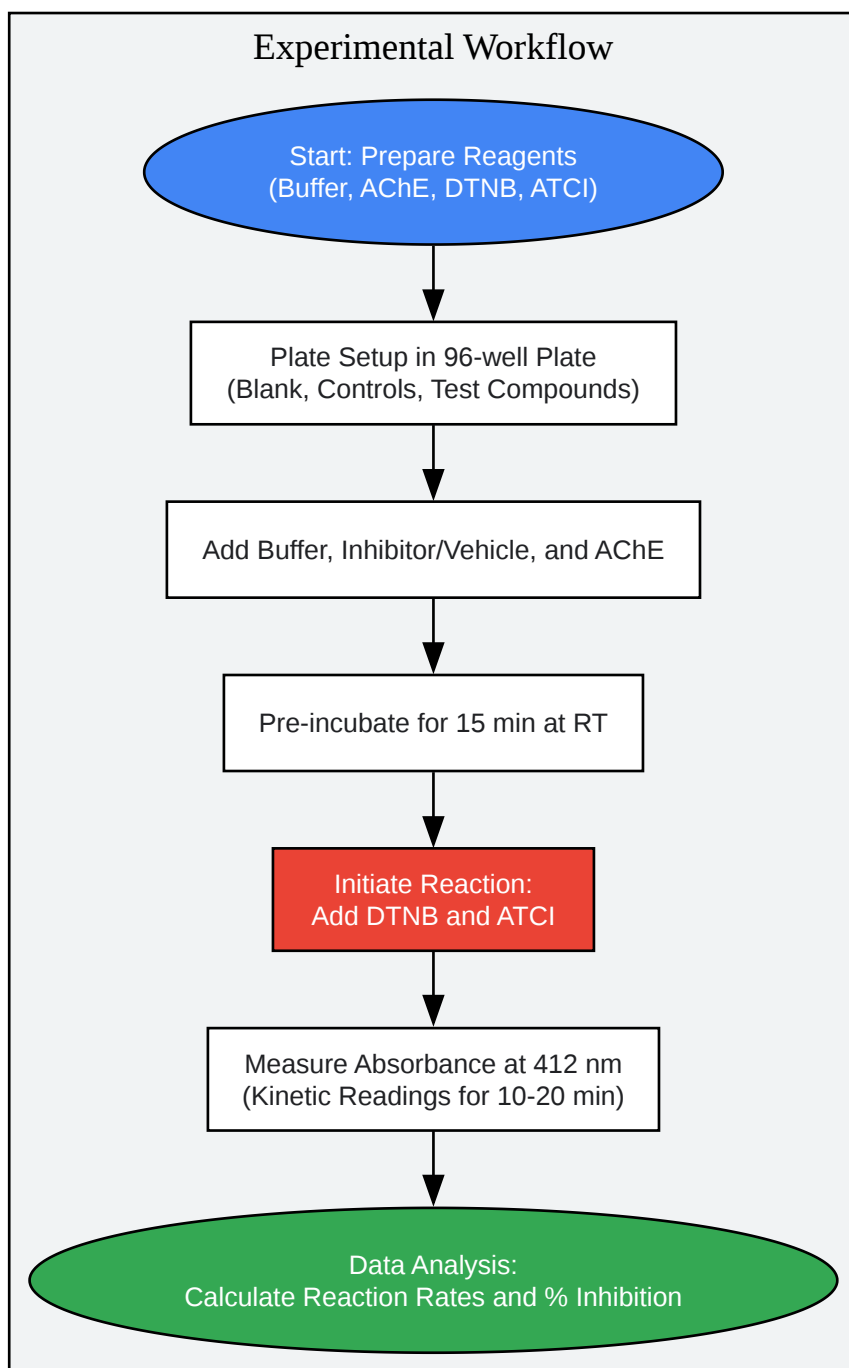 Experimental Workflow
Start: Prepare Reagents
(Buffer, AChE, DTNB, ATCI)
Plate Setup in 96-well Plate
(Blank, Controls, Test Compounds)
Add Buffer, Inhibitor/Vehicle, and AChE
Pre-incubate for 15 min at RT
Initiate Reaction:
Add DTNB and ATCI
Measure Absorbance at 412 nm
(Kinetic Readings for 10-20 min)
Data Analysis:
Calculate Reaction Rates and % Inhibition